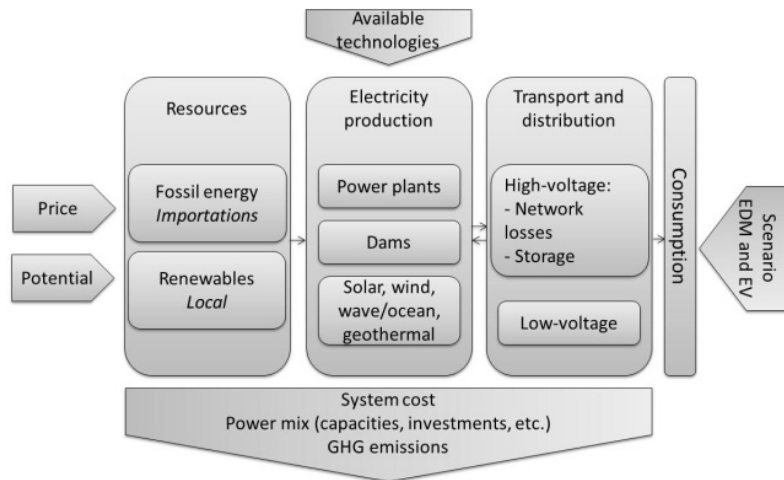 Available
technologies
Resources
Electricity
production
Transport and
distribution
Price
Potential
Fossil energy
Importations
Renewables
Local
Power plants
Dams
Solar, wind,
wave/ocean,
geothermal
High-voltage:
- Network
losses
- Storage
Low-voltage
Consumption
Scenario
EDM and EV
System cost
Power mix (capacities, investments, etc.)
GHG emissions